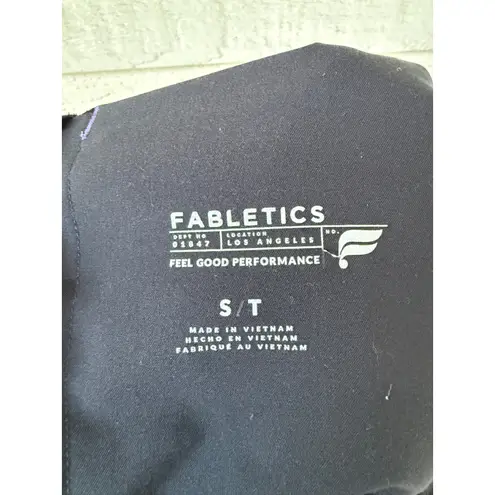 FABLETICS
DEPT NO LOCATION NO.
01847 LOS ANGELES
FEEL GOOD PERFORMANCE
S/T
MADE IN VIETNAM
HECHO EN VIETNAM
FABRIQUÉ AU VIETNAM